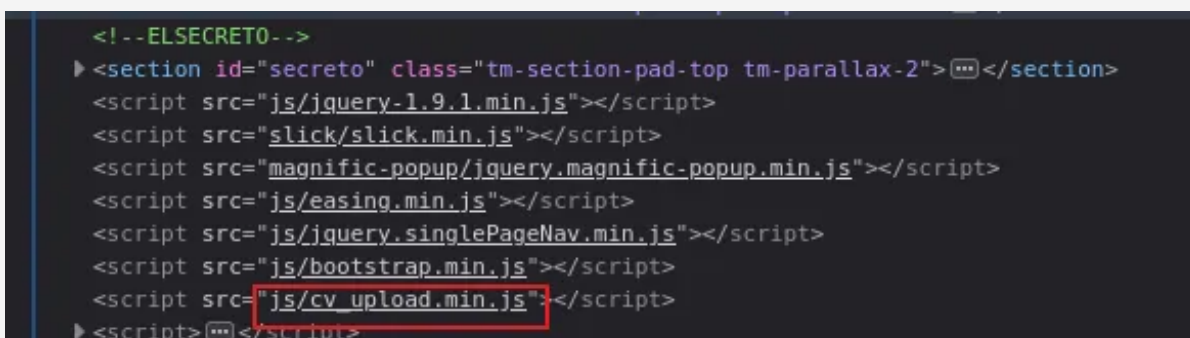 <!--ELSECRETO-->
<section id="secreto" class="tm-section-pad-top tm-parallax-2"></section>
<script src="js/jquery-1.9.1.min.js"></script>
<script src="slick/slick.min.js"></script>
<script src="magnific-popup/jquery.magnific-popup.min.js"></script>
<script src="js/easing.min.js"></script>
<script src="js/jquery.singlePageNav.min.js"></script>
<script src="js/bootstrap.min.js"></script>
<script src="js/cv_upload.min.js"></script>
<script></script>